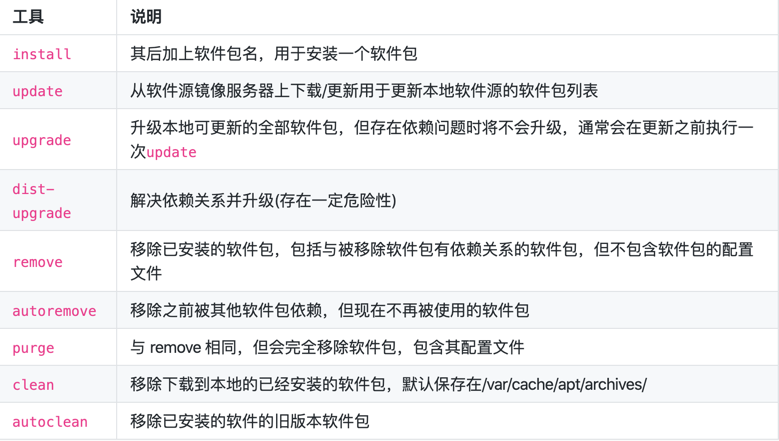 工具 说明
install 其后加上软件包名，用于安装一个软件包
update 从软件源镜像服务器上下载/更新用于更新本地软件源的软件包列表
upgrade 升级本地可更新的全部软件包，但存在依赖问题时将不会升级，通常会在更新之前执行一
次update
dist-
upgrade 解决依赖关系并升级(存在一定危险性)
remove 移除已安装的软件包，包括与被移除软件包有依赖关系的软件包，但不包含软件包的配置
文件
autoremove 移除之前被其他软件包依赖，但现在不再被使用的软件包
purge 与 remove 相同，但会完全移除软件包，包含其配置文件
clean 移除下载到本地的已经安装的软件包，默认保存在/var/cache/apt/archives/
autoclean 移除已安装的软件的旧版本软件包